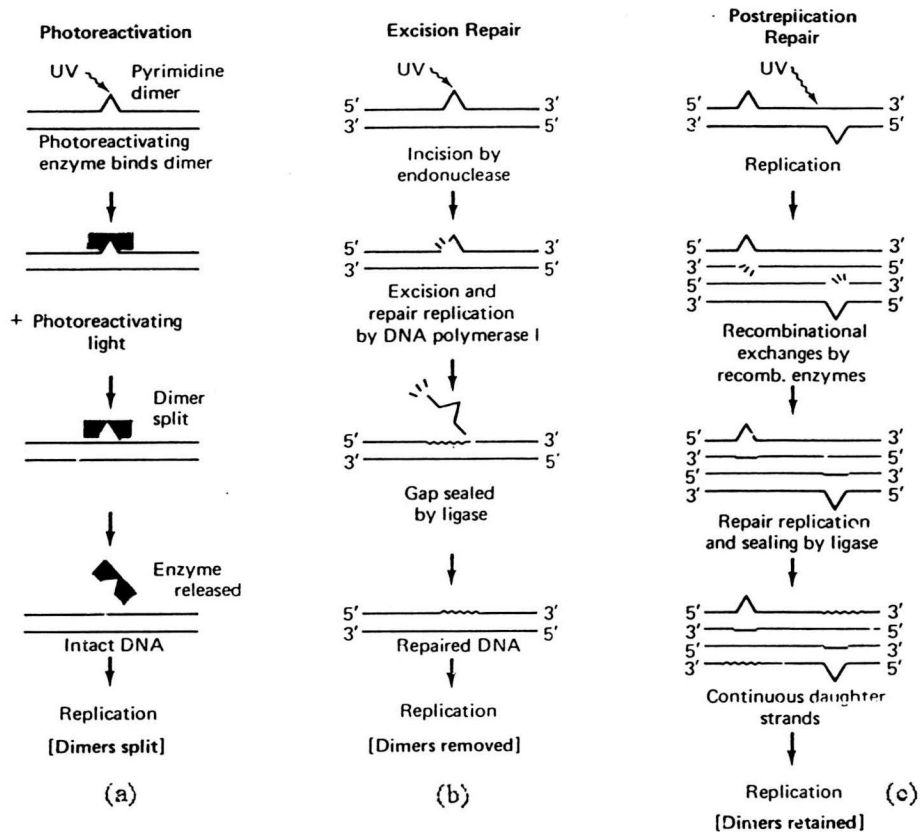 Photoreactivation
UV
Pyrimidine
dimer
Photoreactivating
enzyme binds dimer
+ Photoreactivating
light
Dimer
split
Enzyme
released
Intact DNA
Replication
[Dimers split]
(a)
Excision Repair
UV
5′ 3′
3′ 5′
Incision by
endonuclease
5′ 3′
3′ 5′
Excision and
repair replication
by DNA polymerase I
5′ 3′
3′ 5′
Gap sealed
by ligase
5′ 3′
3′ 5′
Repaired DNA
Replication
[Dimers removed]
(b)
Postreplication
Repair
UV
5′ 3′
3′ 5′
Replication
5′ 3′
3′ 5′
5′ 3′
3′ 5′
Recombinational
exchanges by
recomb. enzymes
5′ 3′
3′ 5′
5′ 3′
3′ 5′
Repair replication
and sealing by ligase
5′ 3′
3′ 5′
5′ 3′
3′ 5′
Continuous daughter
strands
Replication
[Dimers retained]
(c)